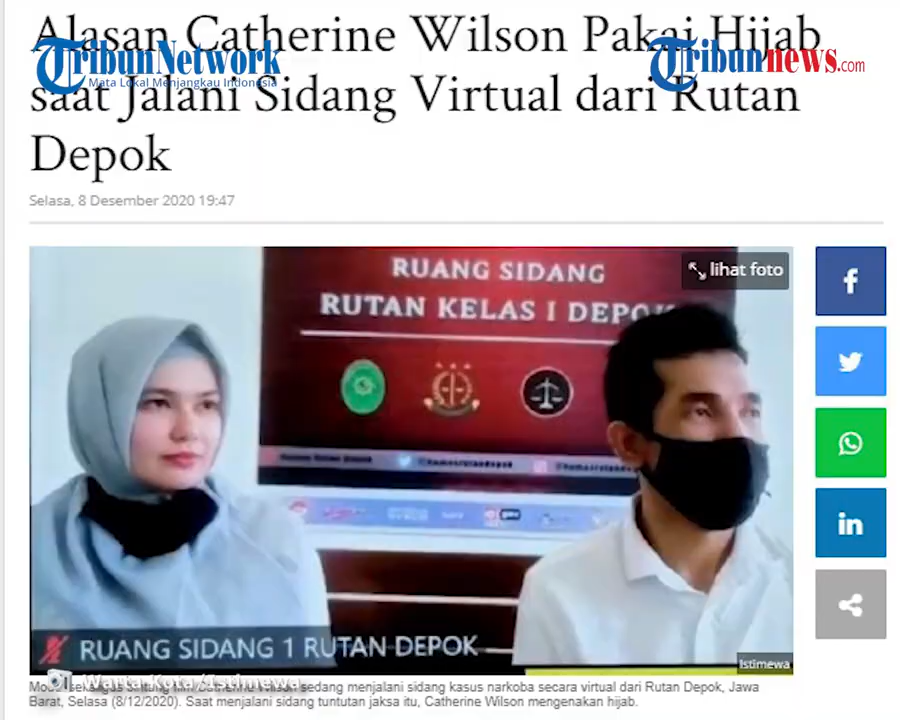 Alasan Catherine Wilson Pakai Hijab
TribunNetwork
Mata Lokal Menjangkau Indonesia
Tribunnews.com
saat Jalani Sidang Virtual dari Rutan
Depok
Selasa, 8 Desember 2020 19:47
lihat foto
RUANG SIDANG
RUTAN KELAS I DEPOK
RUANG SIDANG 1 RUTAN DEPOK
Istimewa
Warta Kota/Istimewa
sedang menjalani sidang kasus narkoba secara virtual dari Rutan Depok, Jawa
Barat, Selasa (8/12/2020). Saat menjalani sidang tuntutan jaksa itu, Catherine Wilson mengenakan hijab.